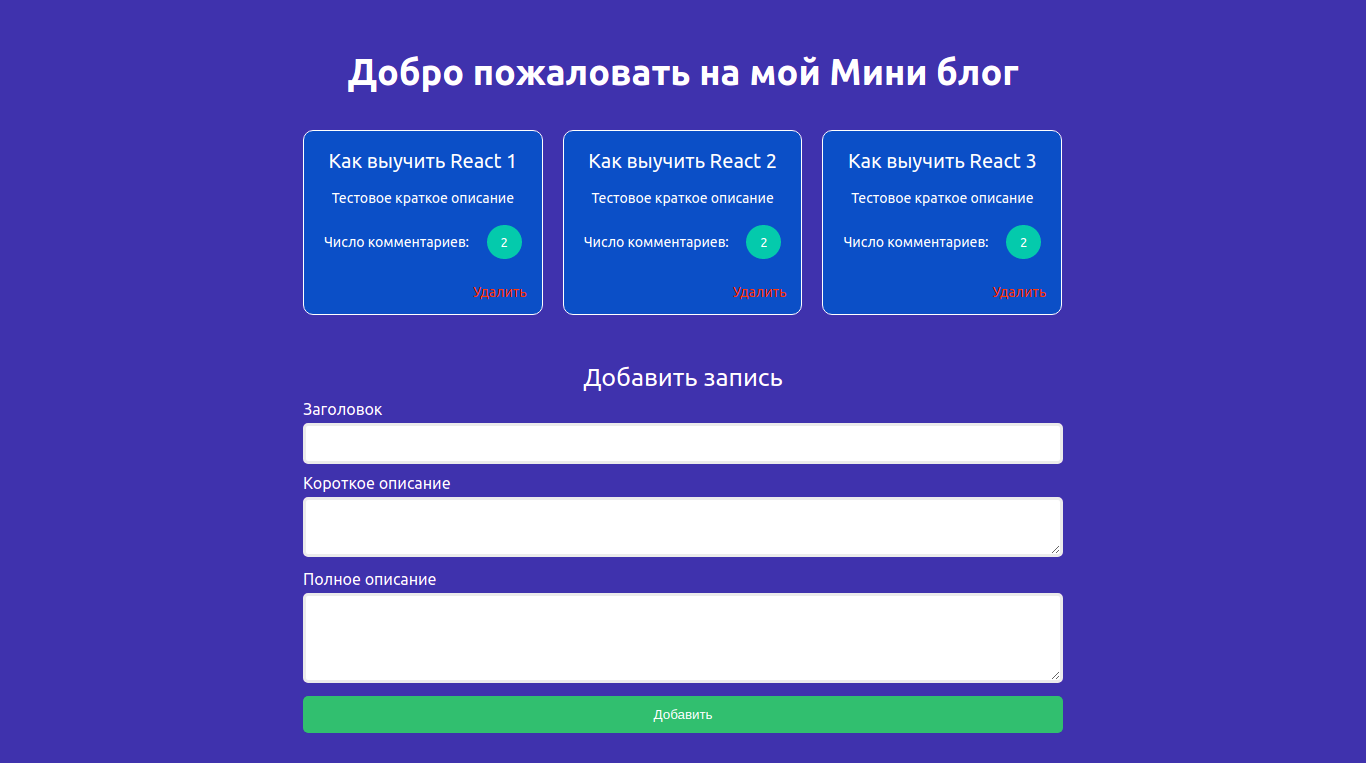 Добро пожаловать на мой Мини блог
Как выучить React 1
Тестовое краткое описание
Число комментариев: 2
Удалить
Как выучить React 2
Тестовое краткое описание
Число комментариев: 2
Удалить
Как выучить React 3
Тестовое краткое описание
Число комментариев: 2
Удалить
Добавить запись
Заголовок
Короткое описание
Полное описание
Добавить